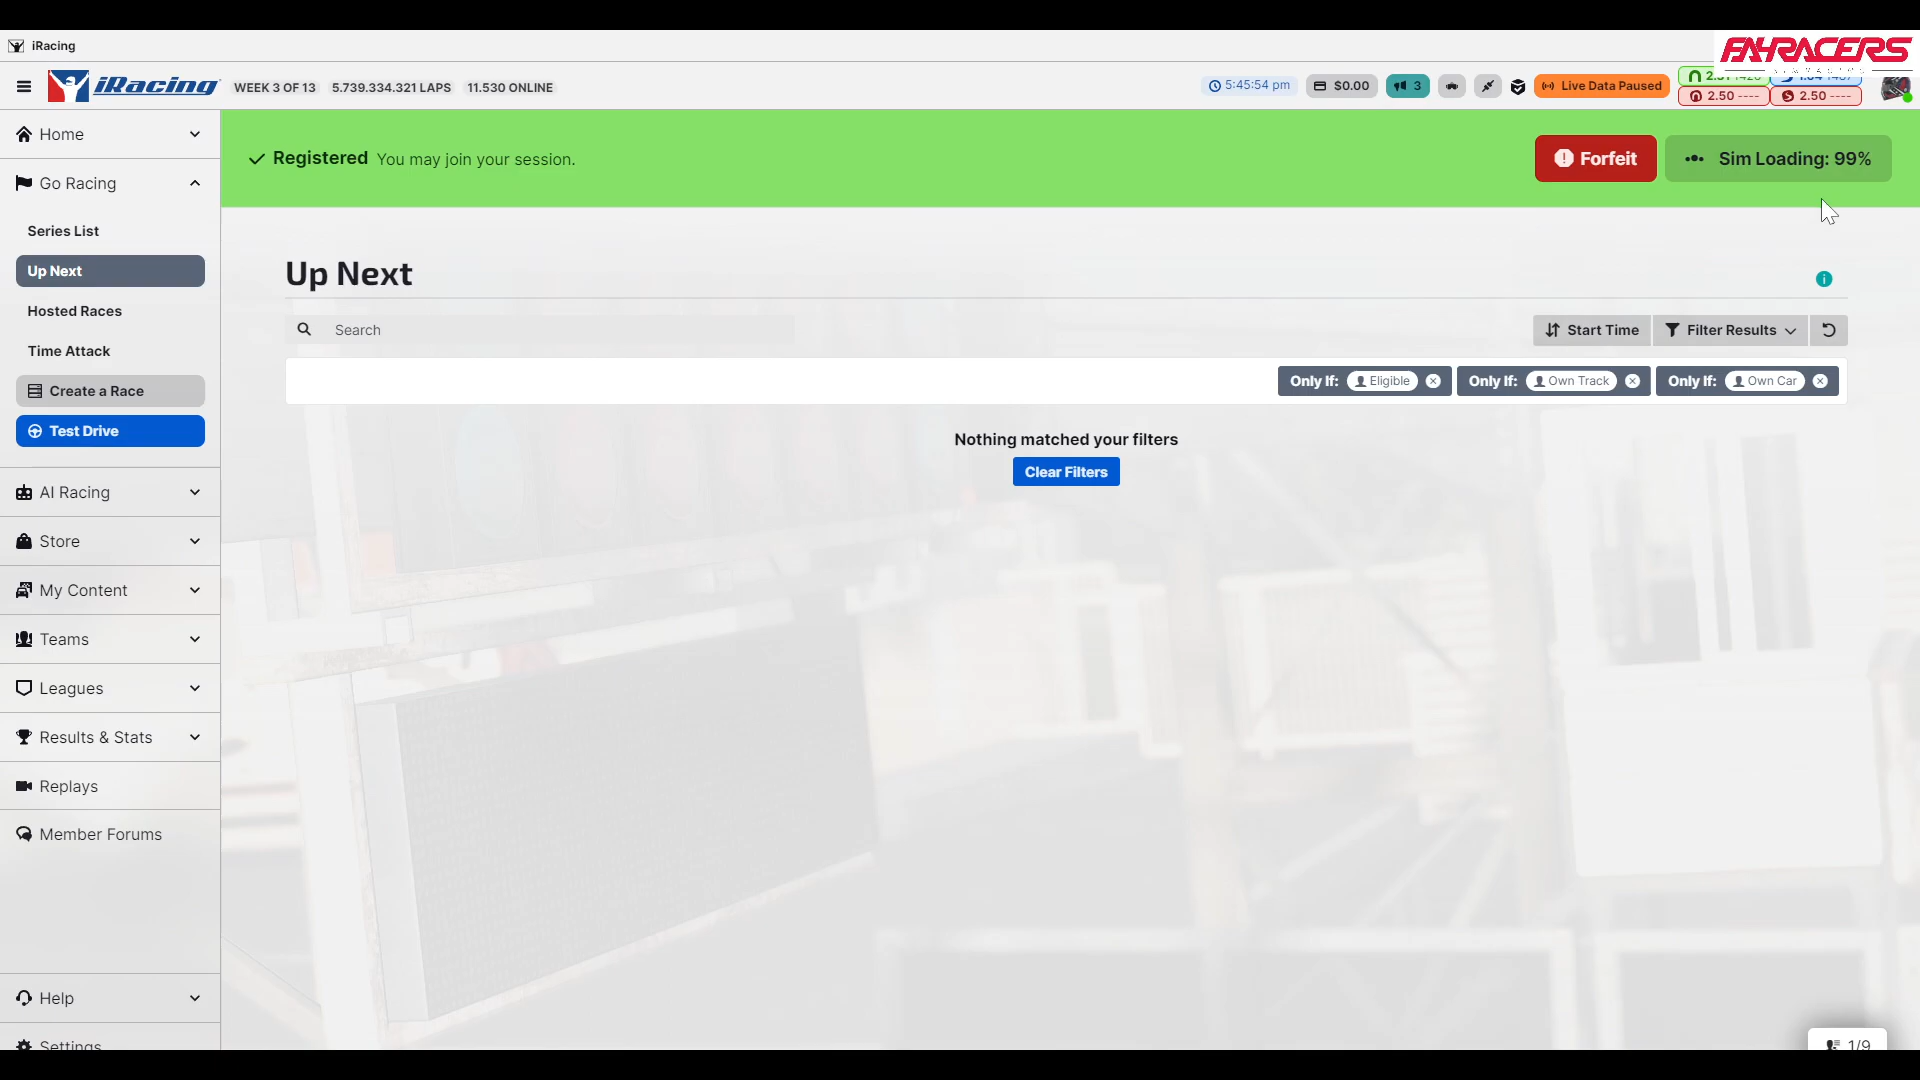 iRacing
FAHRACERS
iRacing
WEEK 3 OF 13
5.739.334.321 LAPS
11.530 ONLINE
5:45:54 pm
$0.00
3
Live Data Paused
2.50 ----
2.50 ----
Home
Registered You may join your session.
Forfeit
Sim Loading: 99%
Go Racing
Series List
Up Next
Hosted Races
Time Attack
Create a Race
Test Drive
AI Racing
Store
My Content
Teams
Leagues
Results & Stats
Replays
Member Forums
Help
Settings
Up Next
Search
Start Time
Filter Results
Only If: Eligible
Only If: Own Track
Only If: Own Car
Nothing matched your filters
Clear Filters
1/9